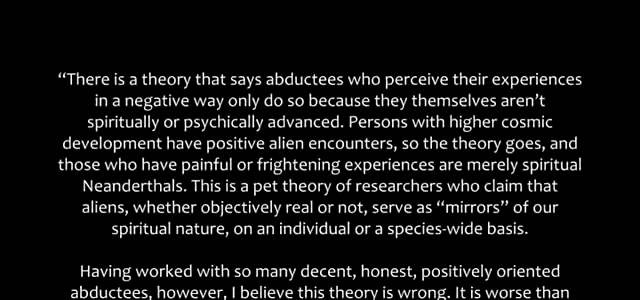 “There is a theory that says abductees who perceive their experiences
in a negative way only do so because they themselves aren’t
spiritually or psychically advanced. Persons with higher cosmic
development have positive alien encounters, so the theory goes, and
those who have painful or frightening experiences are merely spiritual
Neanderthals. This is a pet theory of researchers who claim that
aliens, whether objectively real or not, serve as “mirrors” of our
spiritual nature, on an individual or a species-wide basis.
Having worked with so many decent, honest, positively oriented
abductees, however, I believe this theory is wrong. It is worse than